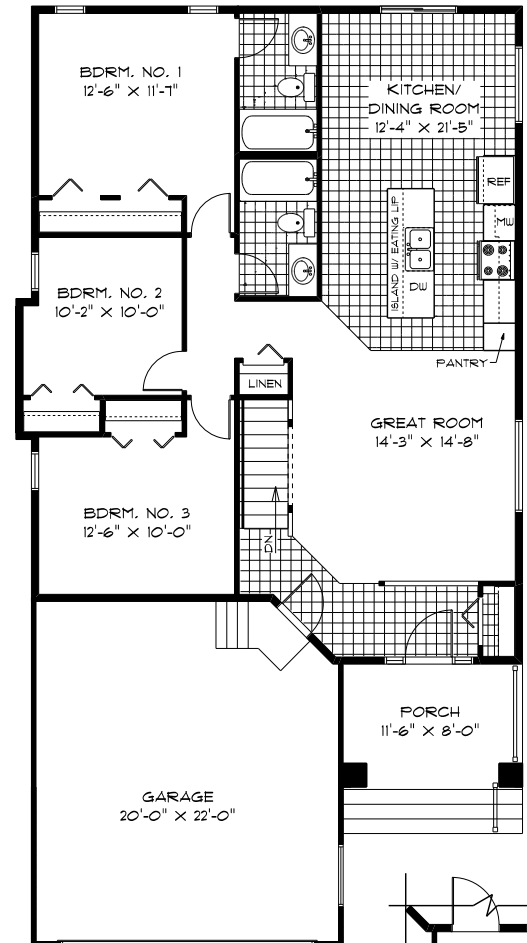 BDRM. NO. 1
12'-6" X 11'-7"
KITCHEN/
DINING ROOM
12'-4" X 21'-5"
REF
MW
ISLAND W/ EATING LIP
DW
BDRM. NO. 2
10'-2" X 10'-0"
PANTRY
LINEN
GREAT ROOM
14'-3" X 14'-8"
BDRM. NO. 3
12'-6" X 10'-0"
DN
PORCH
11'-6" X 8'-0"
GARAGE
20'-0" X 22'-0"